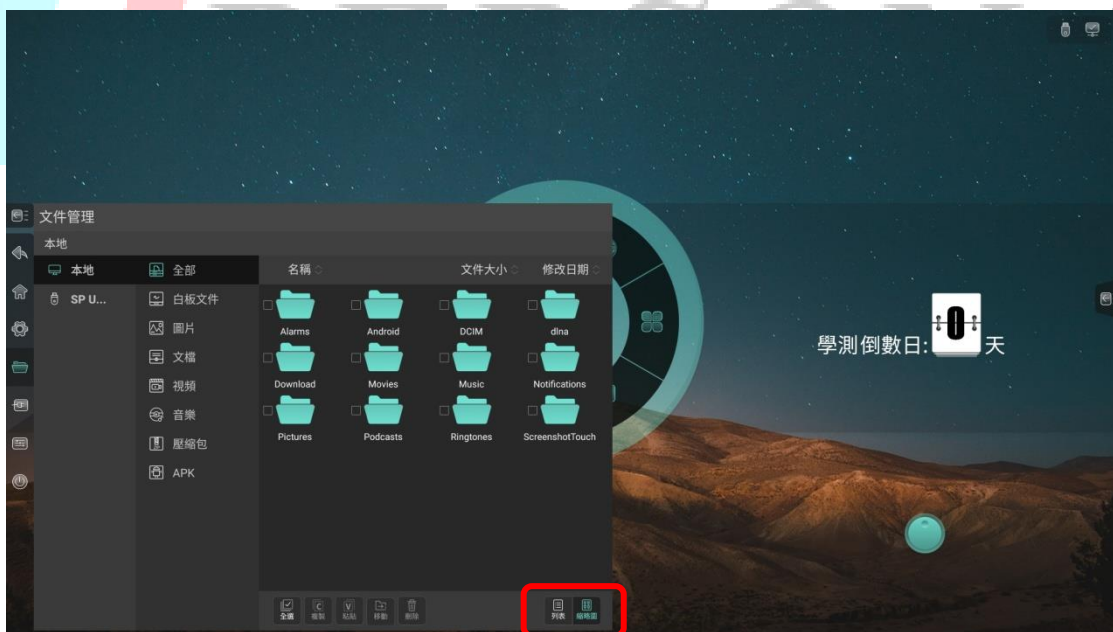 文件管理
本地
本地
SP U...
全部
白板文件
圖片
文檔
視頻
音樂
壓縮包
APK
名稱 文件大小 修改日期
Alarms Android DCIM dlna
Download Movies Music Notifications
Pictures Podcasts Ringtones ScreenshotTouch
全選 複製 粘貼 移動 刪除
列表 縮略圖
學測倒數日: 0 天